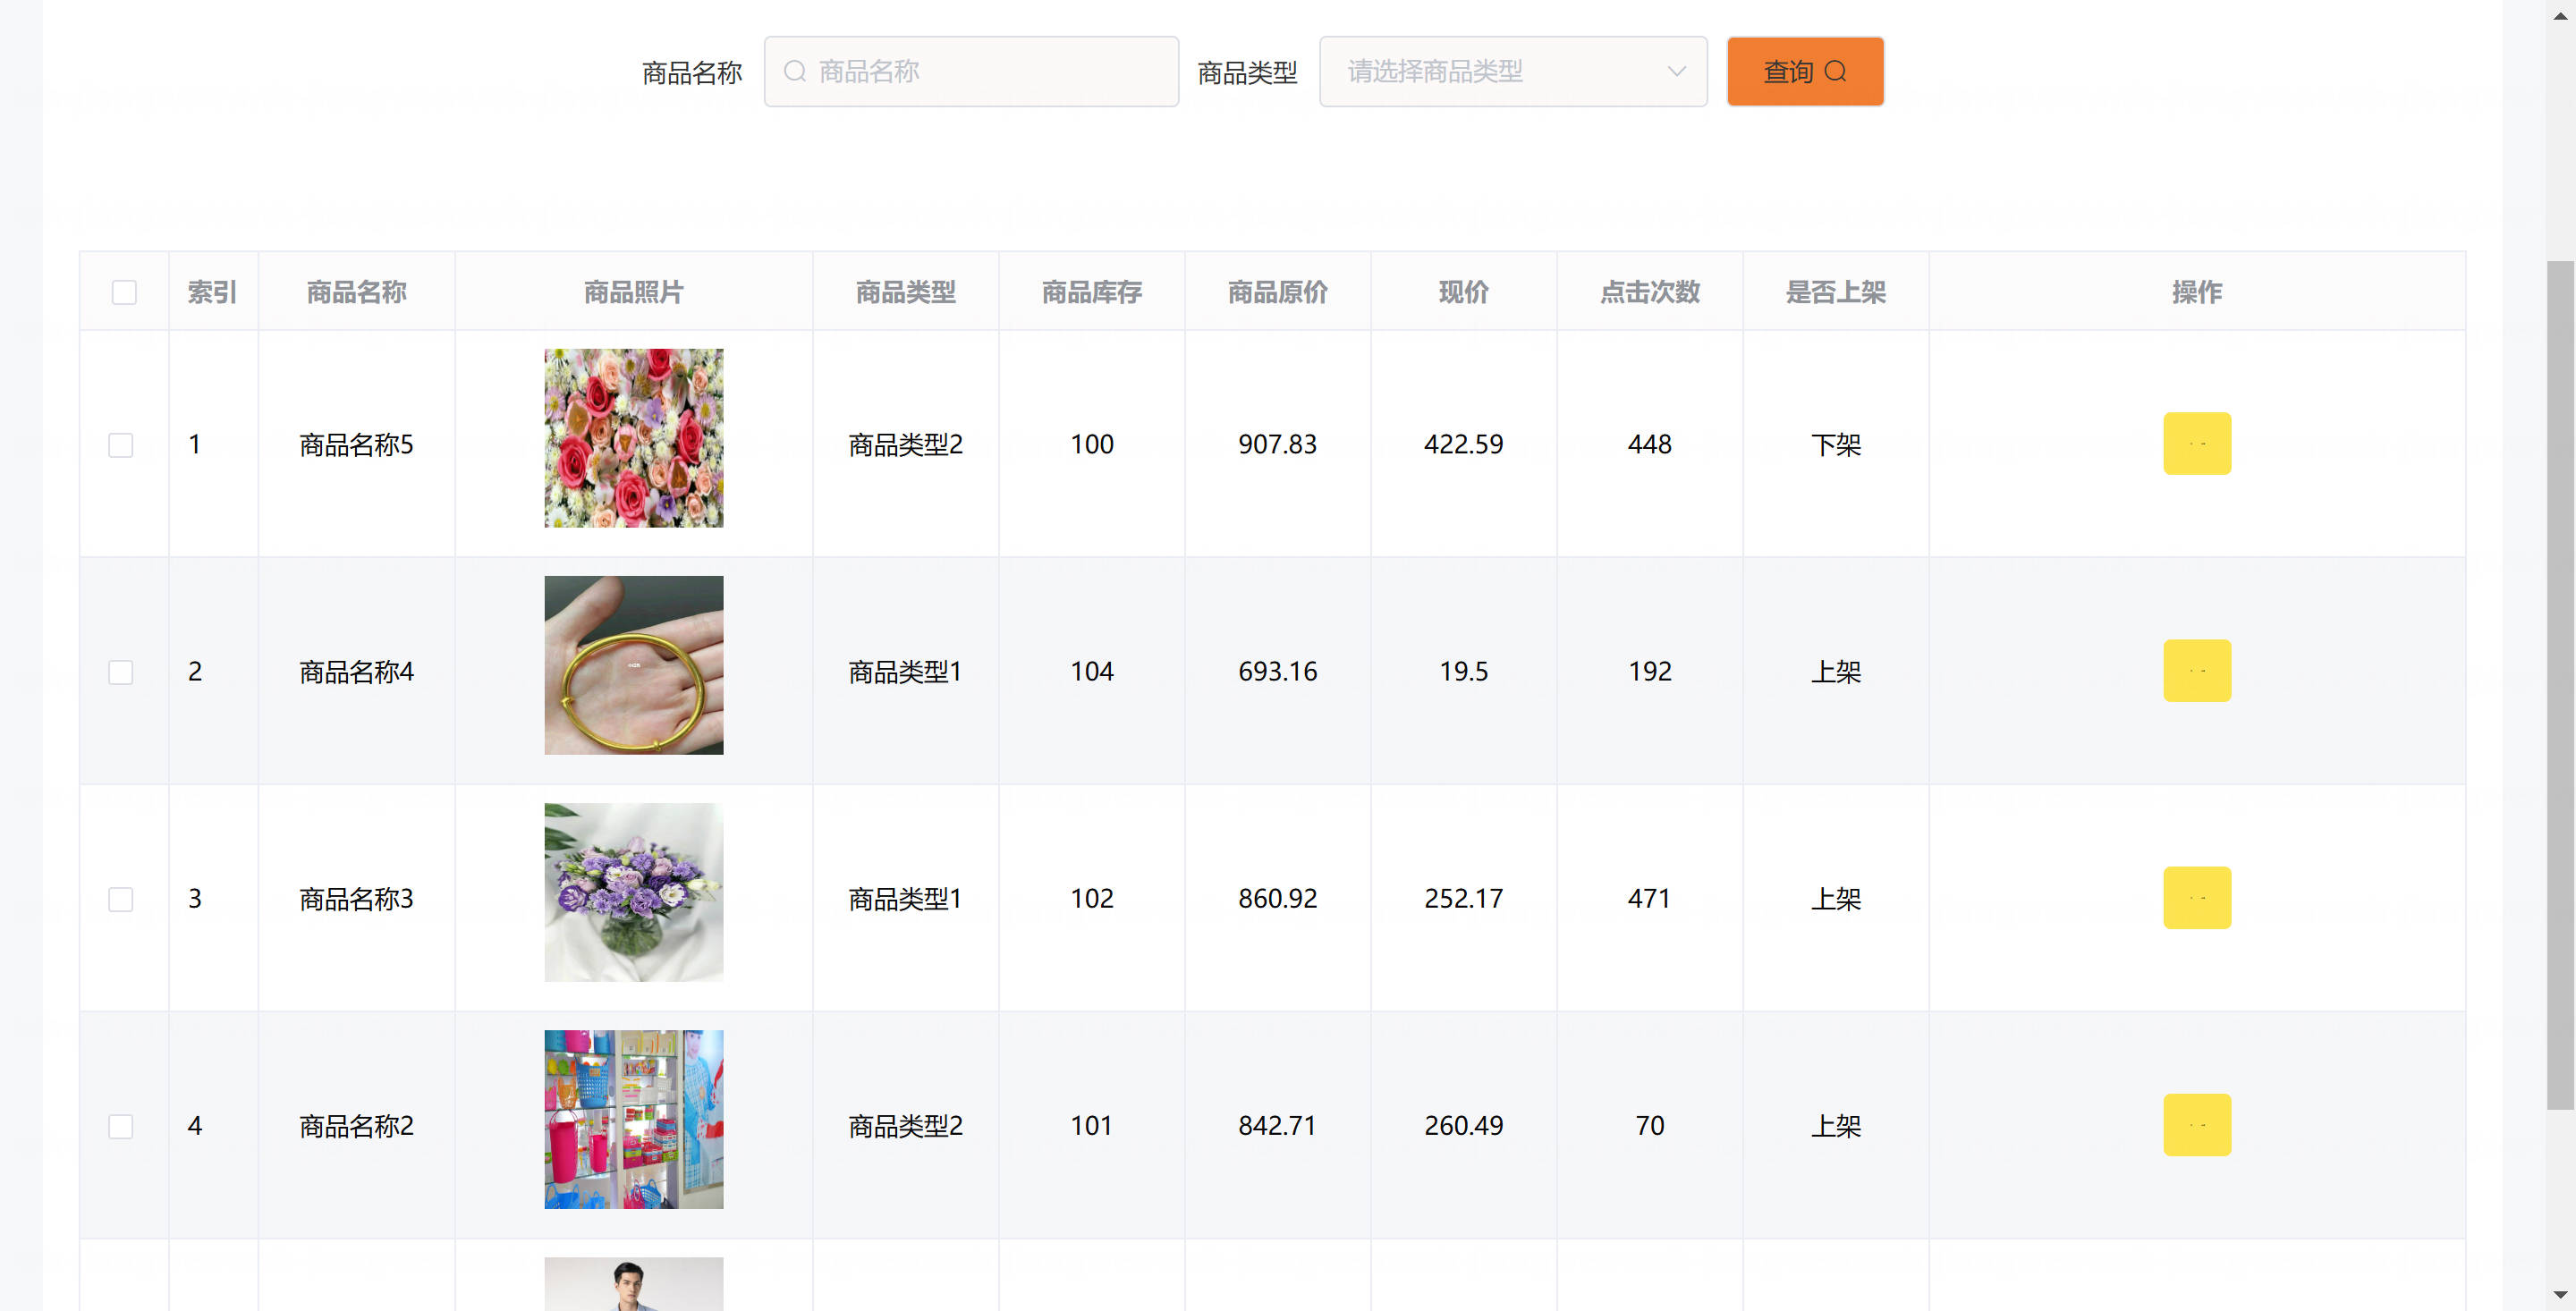 商品名称 商品名称 商品类型 请选择商品类型 查询
索引 商品名称 商品照片 商品类型 商品库存 商品原价 现价 点击次数 是否上架 操作
1 商品名称5 商品类型2 100 907.83 422.59 448 下架
2 商品名称4 商品类型1 104 693.16 19.5 192 上架
3 商品名称3 商品类型1 102 860.92 252.17 471 上架
4 商品名称2 商品类型2 101 842.71 260.49 70 上架